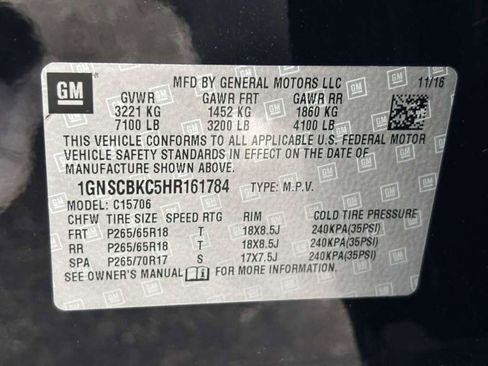 GM
MFD BY GENERAL MOTORS LLC 11/16
GVWR GAWR FRT GAWR RR
3221 KG 1452 KG 1860 KG
7100 LB 3200 LB 4100 LB
THIS VEHICLE CONFORMS TO ALL APPLICABLE U.S. FEDERAL MOTOR
VEHICLE SAFETY STANDARDS IN EFFECT ON THE DATE OF
MANUFACTURE SHOWN ABOVE.
1GNSCBKC5HR161784 TYPE: M.P.V.
MODEL: C15706
CHFW TIRE SIZE SPEED RTG RIM COLD TIRE PRESSURE
FRT P265/65R18 T 18X8.5J 240KPA(35PSI)
RR P265/65R18 T 18X8.5J 240KPA(35PSI)
SPA P265/70R17 S 17X7.5J 240KPA(35PSI)
SEE OWNER'S MANUAL FOR MORE INFORMATION.